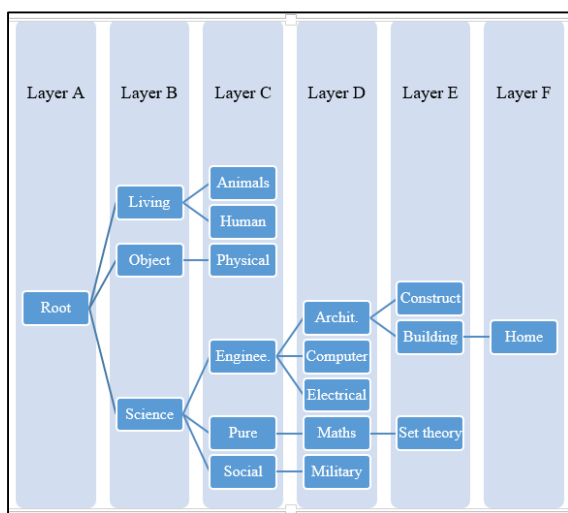 Layer A
Layer B
Layer C
Layer D
Layer E
Layer F
Animals
Living
Human
Object
Physical
Construct
Root
Archit.
Building
Home
Enginee.
Computer
Electrical
Science
Pure
Maths
Set theory
Social
Military